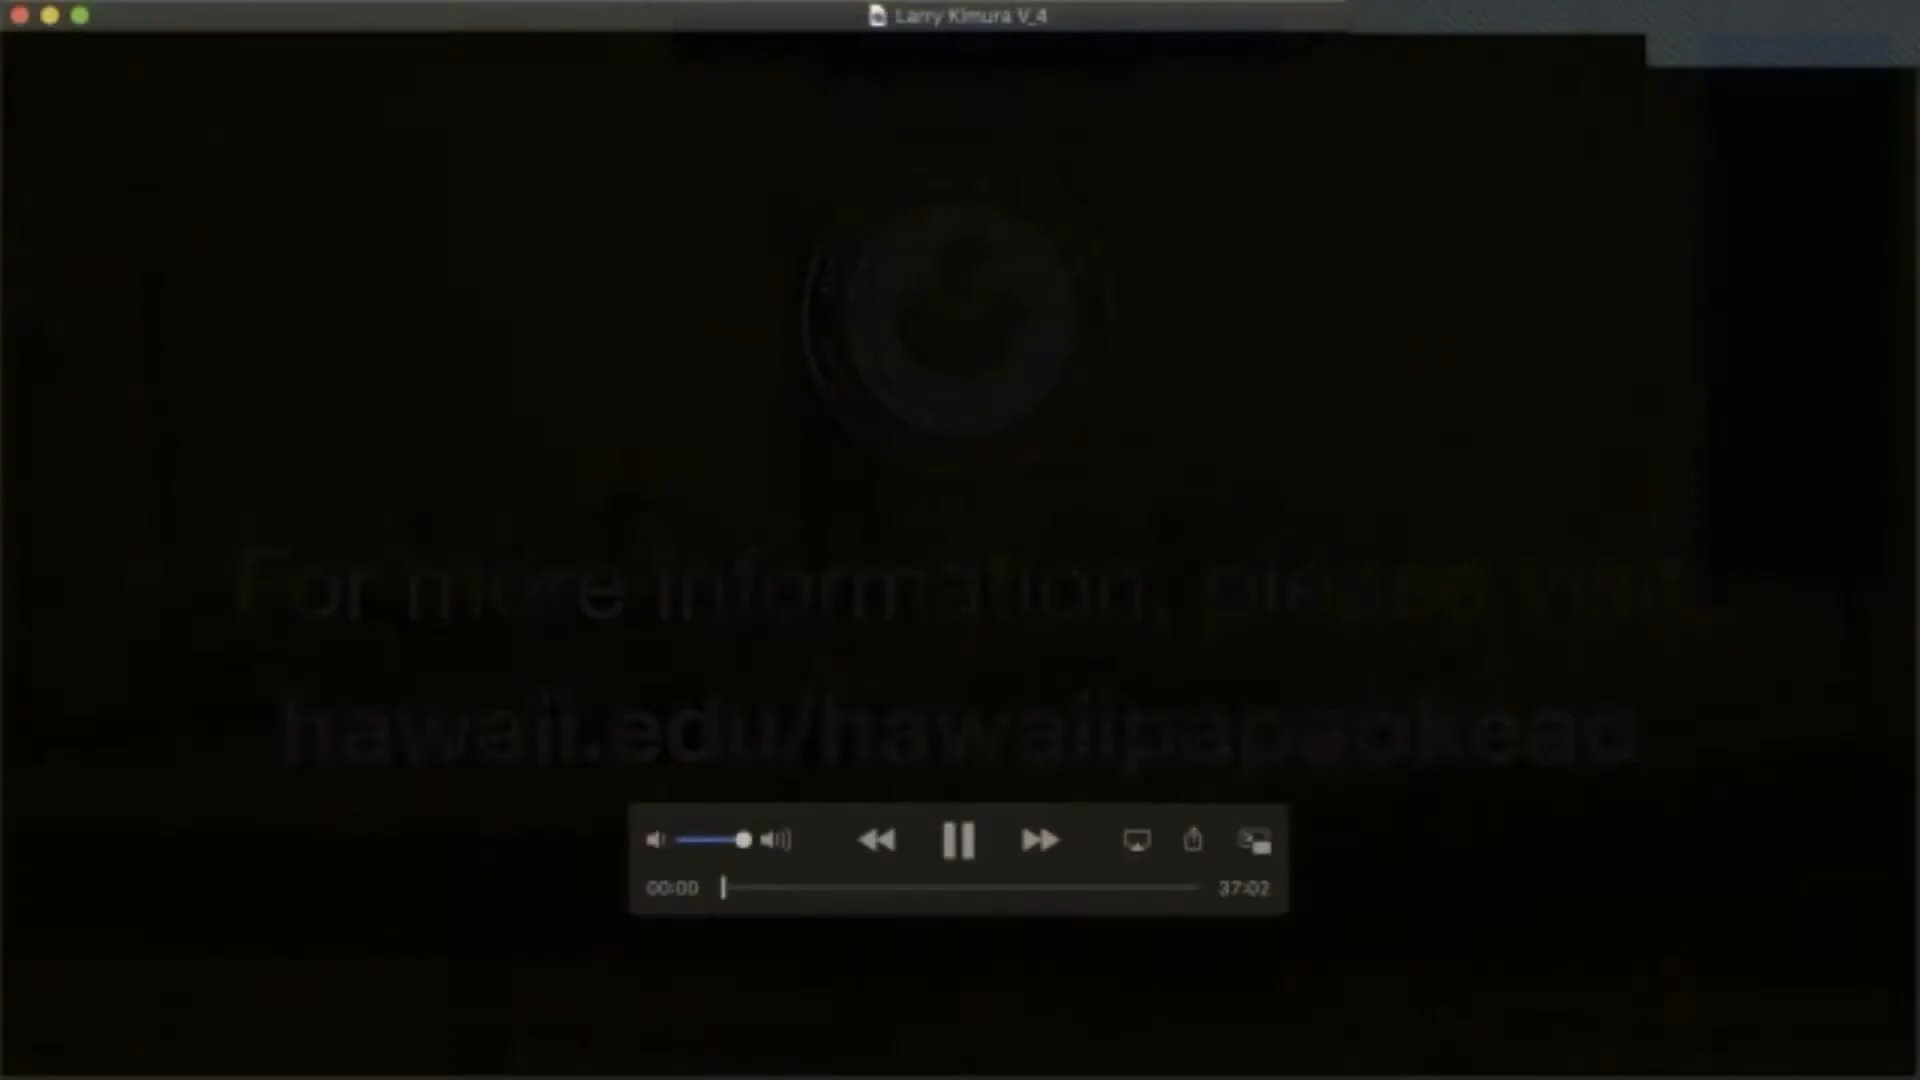 Larry Kimura V_4
For more information, please visit
hawaii.edu/hawaiipapaokeao
00:00
37:02